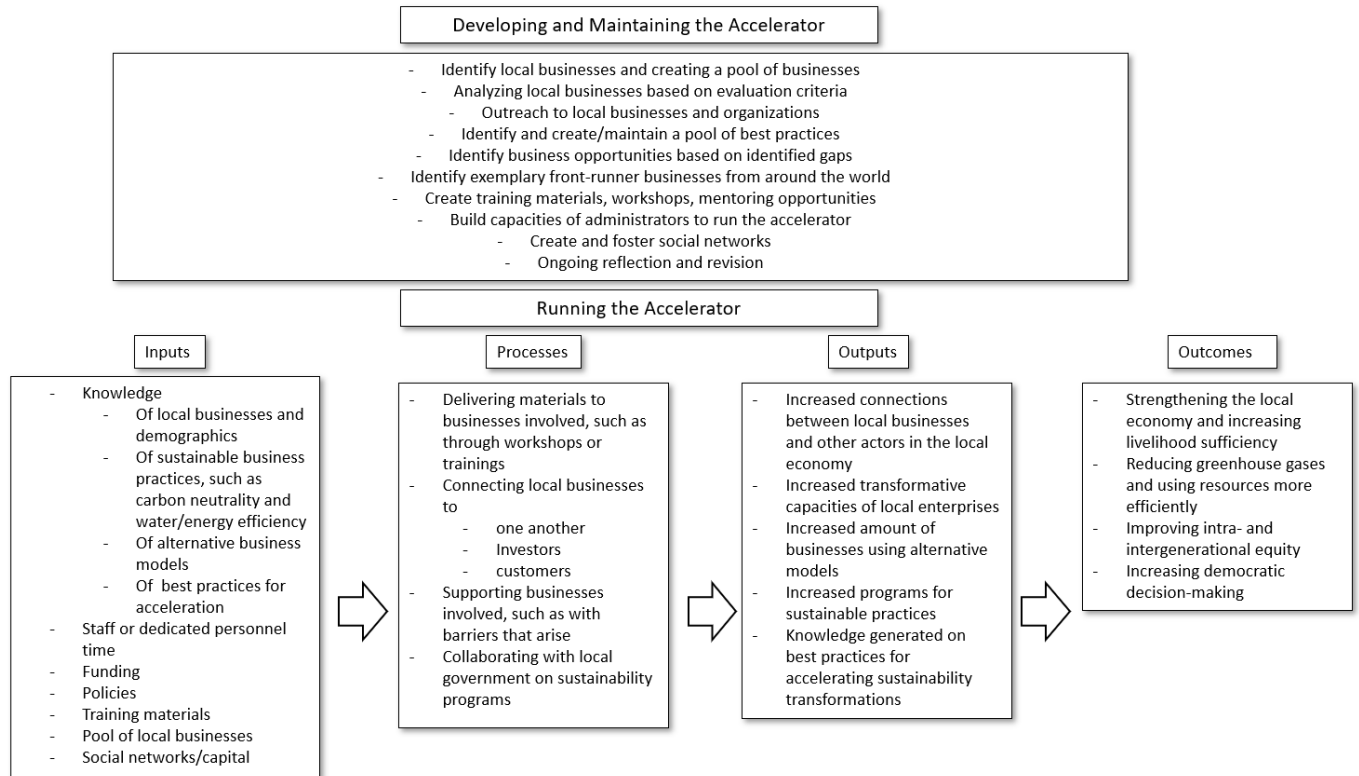 Developing and Maintaining the Accelerator
- Identify local businesses and creating a pool of businesses
- Analyzing local businesses based on evaluation criteria
- Outreach to local businesses and organizations
- Identify and create/maintain a pool of best practices
- Identify business opportunities based on identified gaps
- Identify exemplary front-runner businesses from around the world
- Create training materials, workshops, mentoring opportunities
- Build capacities of administrators to run the accelerator
- Create and foster social networks
- Ongoing reflection and revision
Running the Accelerator
Inputs
- Knowledge
- Of local businesses and
demographics
- Of sustainable business
practices, such as
carbon neutrality and
water/energy efficiency
- Of alternative business
models
- Of best practices for
acceleration
- Staff or dedicated personnel
time
- Funding
- Policies
- Training materials
- Pool of local businesses
- Social networks/capital
Processes
- Delivering materials to
businesses involved, such as
through workshops or
trainings
- Connecting local businesses
to
- one another
- Investors
- customers
- Supporting businesses
involved, such as with
barriers that arise
- Collaborating with local
government on sustainability
programs
Outputs
- Increased connections
between local businesses
and other actors in the local
economy
- Increased transformative
capacities of local enterprises
- Increased amount of
businesses using alternative
models
- Increased programs for
sustainable practices
- Knowledge generated on
best practices for
accelerating sustainability
transformations
Outcomes
- Strengthening the local
economy and increasing
livelihood sufficiency
- Reducing greenhouse gases
and using resources more
efficiently
- Improving intra- and
intergenerational equity
- Increasing democratic
decision-making